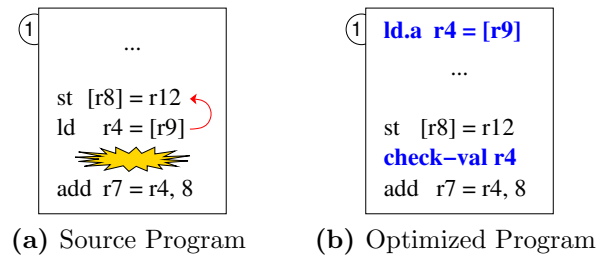 1
...
st [r8] = r12
ld r4 = [r9]
add r7 = r4, 8
(a) Source Program
1
ld.a r4 = [r9]
...
st [r8] = r12
check−val r4
add r7 = r4, 8
(b) Optimized Program